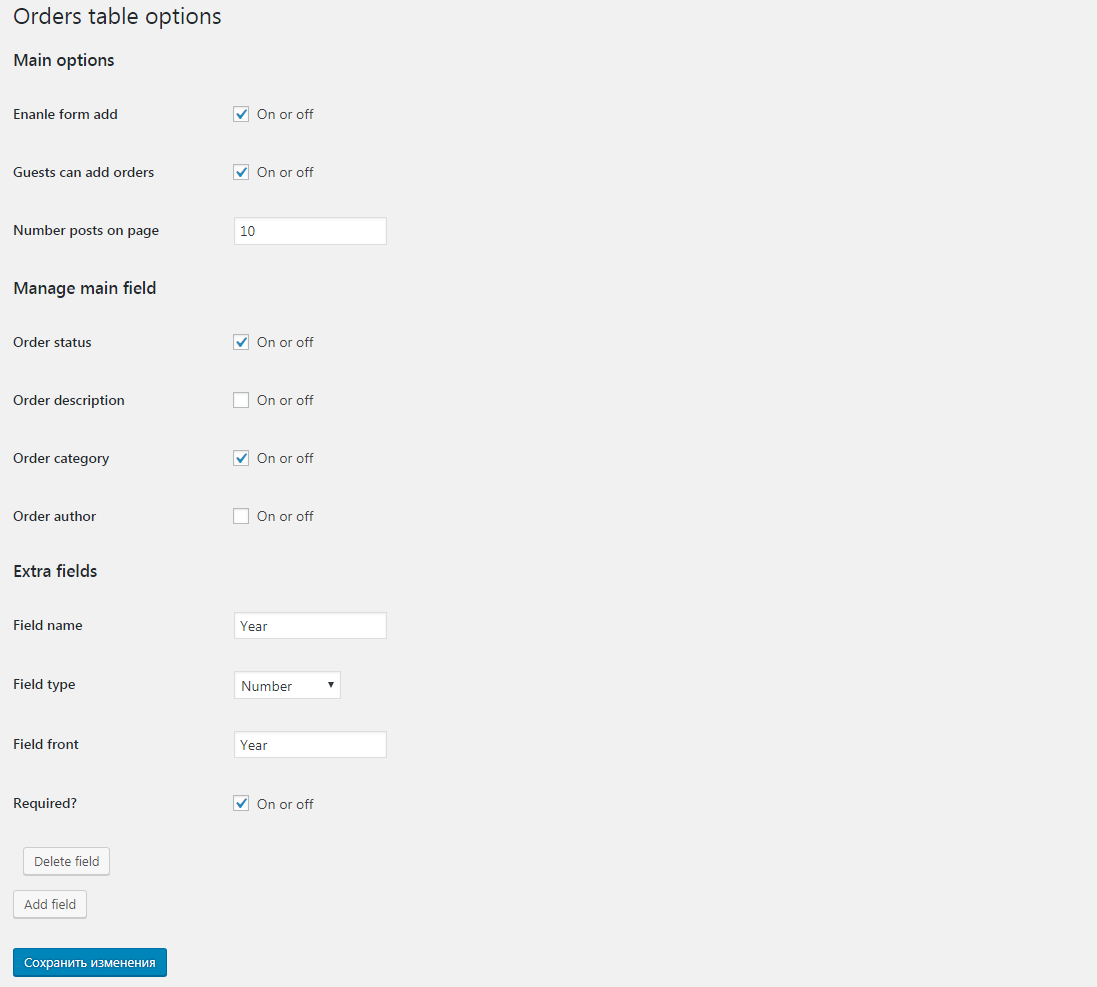 Orders table options
Main options
Enanle form add On or off
Guests can add orders On or off
Number posts on page 10
Manage main field
Order status On or off
Order description On or off
Order category On or off
Order author On or off
Extra fields
Field name Year
Field type Number
Field front Year
Required? On or off
Delete field
Add field
Сохранить изменения